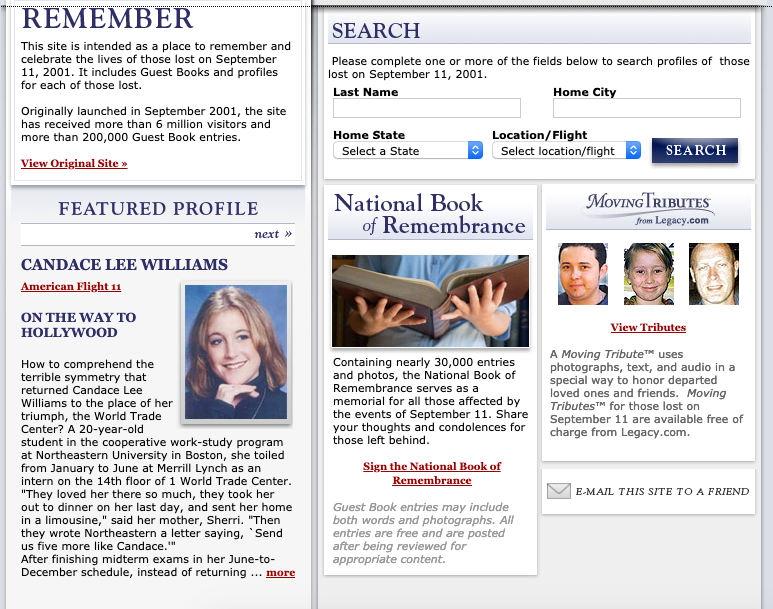 REMEMBER
This site is intended as a place to remember and
celebrate the lives of those lost on September
11, 2001. It includes Guest Books and profiles
for each of those lost.
Originally launched in September 2001, the site
has received more than 6 million visitors and
more than 200,000 Guest Book entries.
View Original Site »
FEATURED PROFILE
next »
CANDACE LEE WILLIAMS
American Flight 11
ON THE WAY TO
HOLLYWOOD
How to comprehend the
terrible symmetry that
returned Candace Lee
Williams to the place of her
triumph, the World Trade
Center? A 20-year-old
student in the cooperative work-study program
at Northeastern University in Boston, she toiled
from January to June at Merrill Lynch as an
intern on the 14th floor of 1 World Trade Center.
"They loved her there so much, they took her
out to dinner on her last day, and sent her home
in a limousine," said her mother, Sherri. "Then
they wrote Northeastern a letter saying, `Send
us five more like Candace.'"
After finishing midterm exams in her June-to-
December schedule, instead of returning ... more
SEARCH
Please complete one or more of the fields below to search profiles of those
lost on September 11, 2001.
Last Name Home City
Home State Location/Flight
Select a State Select location/flight SEARCH
National Book
of Remembrance
Containing nearly 30,000 entries
and photos, the National Book of
Remembrance serves as a
memorial for all those affected by
the events of September 11. Share
your thoughts and condolences for
those left behind.
Sign the National Book of
Remembrance
Guest Book entries may include
both words and photographs. All
entries are free and are posted
after being reviewed for
appropriate content.
MOVINGTRIBUTES™
from Legacy.com
View Tributes
A Moving Tribute™ uses
photographs, text, and audio in a
special way to honor departed
loved ones and friends. Moving
Tributes™ for those lost on
September 11 are available free of
charge from Legacy.com.
E-MAIL THIS SITE TO A FRIEND